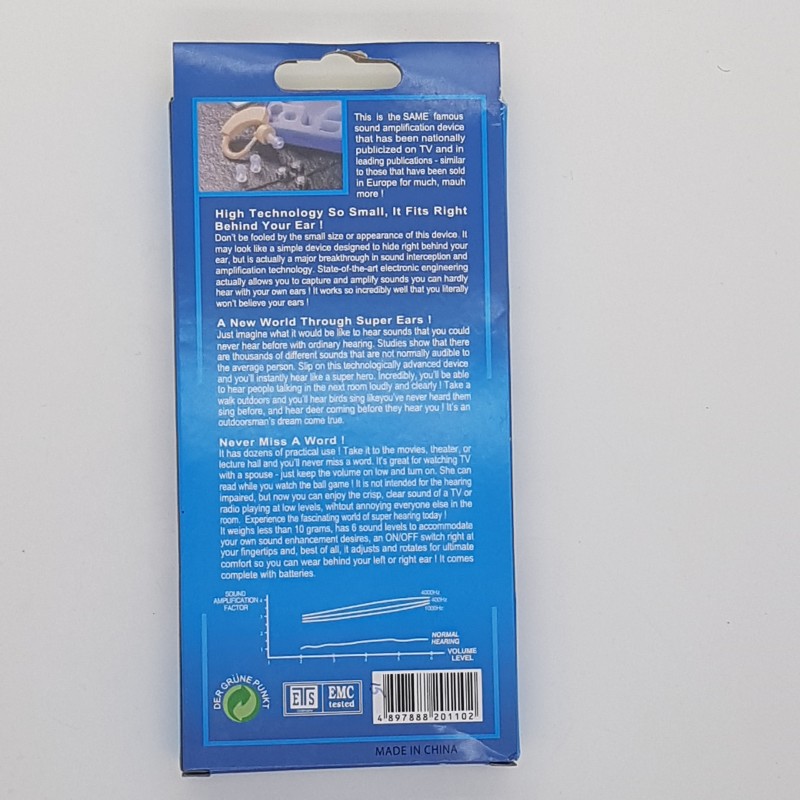 This is the SAME famous
sound amplification device
that has been nationally
publicized on TV and in
leading publications - similar
to those that have been sold
in Europe for much, mauh
more !
High Technology So Small, It Fits Right
Behind Your Ear !
Don't be fooled by the small size or appearance of this device. It
may look like a simple device designed to hide right behind your
ear, but is actually a major breakthrough in sound interception and
amplification technology. State-of-the-art electronic engineering
actually allows you to capture and amplify sounds you can hardly
hear with your own ears ! It works so incredibly well that you literally
won't believe your ears !
A New World Through Super Ears !
Just imagine what it would be like to hear sounds that you could
never hear before with ordinary hearing. Studies show that there
are thousands of different sounds that are not normally audible to
the average person. Slip on this technologically advanced device
and you'll instantly hear like a super hero. Incredibly, you'll be able
to hear people talking in the next room loudly and clearly ! Take a
walk outdoors and you'll hear birds sing likeyou've never heard them
sing before, and hear deer coming before they hear you ! It's an
outdoorsman's dream come true.
Never Miss A Word !
It has dozens of practical use ! Take it to the movies, theater, or
lecture hall and you'll never miss a word. It's great for watching TV
with a spouse - just keep the volume on low and turn on. She can
read while you watch the ball game ! It is not intended for the hearing
impaired, but now you can enjoy the crisp, clear sound of a TV or
radio playing at low levels, wihtout annoying everyone else in the
room. Experience the fascinating world of super hearing today !
It weighs less than 10 grams, has 6 sound levels to accommodate
your own sound enhancement desires, an ON/OFF switch right at
your fingertips and, best of all, it adjusts and rotates for ultimate
comfort so you can wear behind your left or right ear ! It comes
complete with batteries.
SOUND
AMPLIFICATION
FACTOR
4000Hz
400Hz
1000Hz
NORMAL
HEARING
VOLUME
LEVEL
DER GRÜNE PUNKT
ETS
EMC
tested
4 897888 201102
MADE IN CHINA